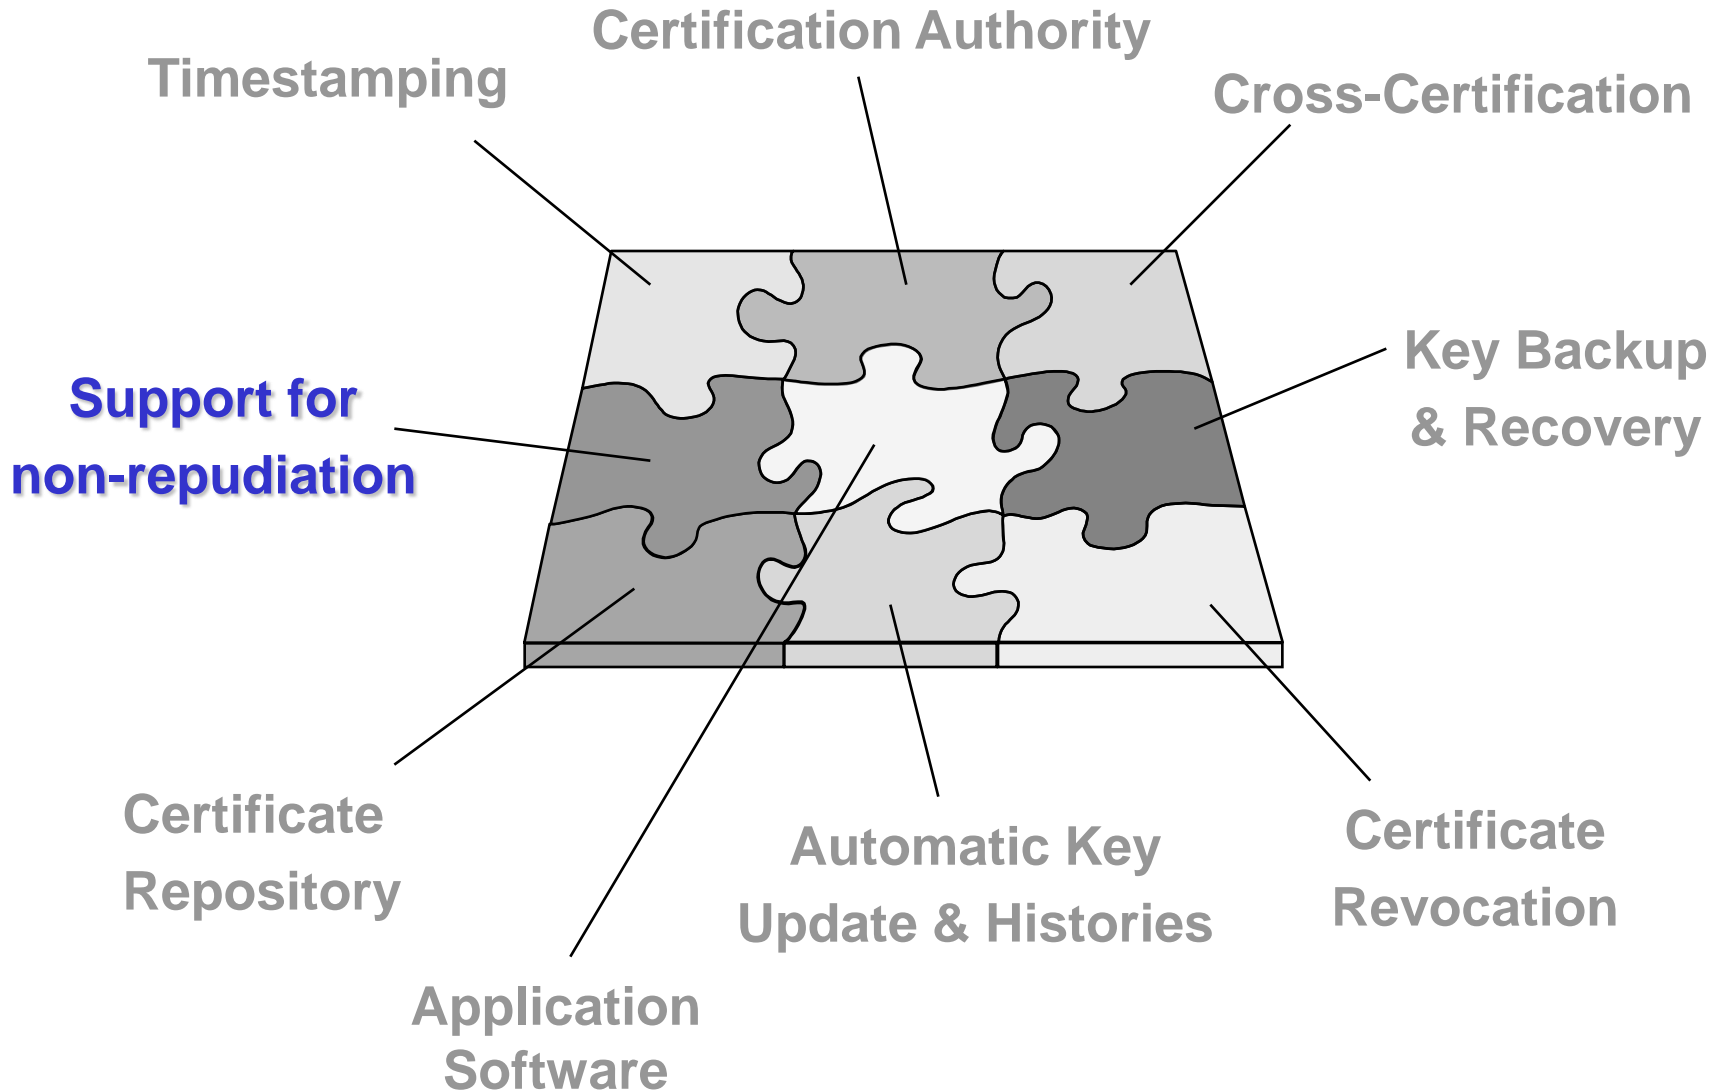 Certification Authority
Timestamping
Cross-Certification
Key Backup
& Recovery
Support for
non-repudiation
Certificate
Repository
Automatic Key
Update & Histories
Certificate
Revocation
Application
Software